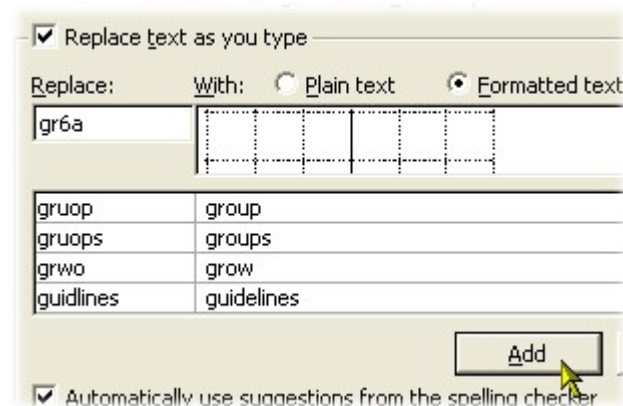 Replace text as you type
Replace: With: Plain text Formatted text
gr6a
gruop group
gruops groups
grwo grow
guidlines guidelines
Add
Automatically use suggestions from the spelling checker